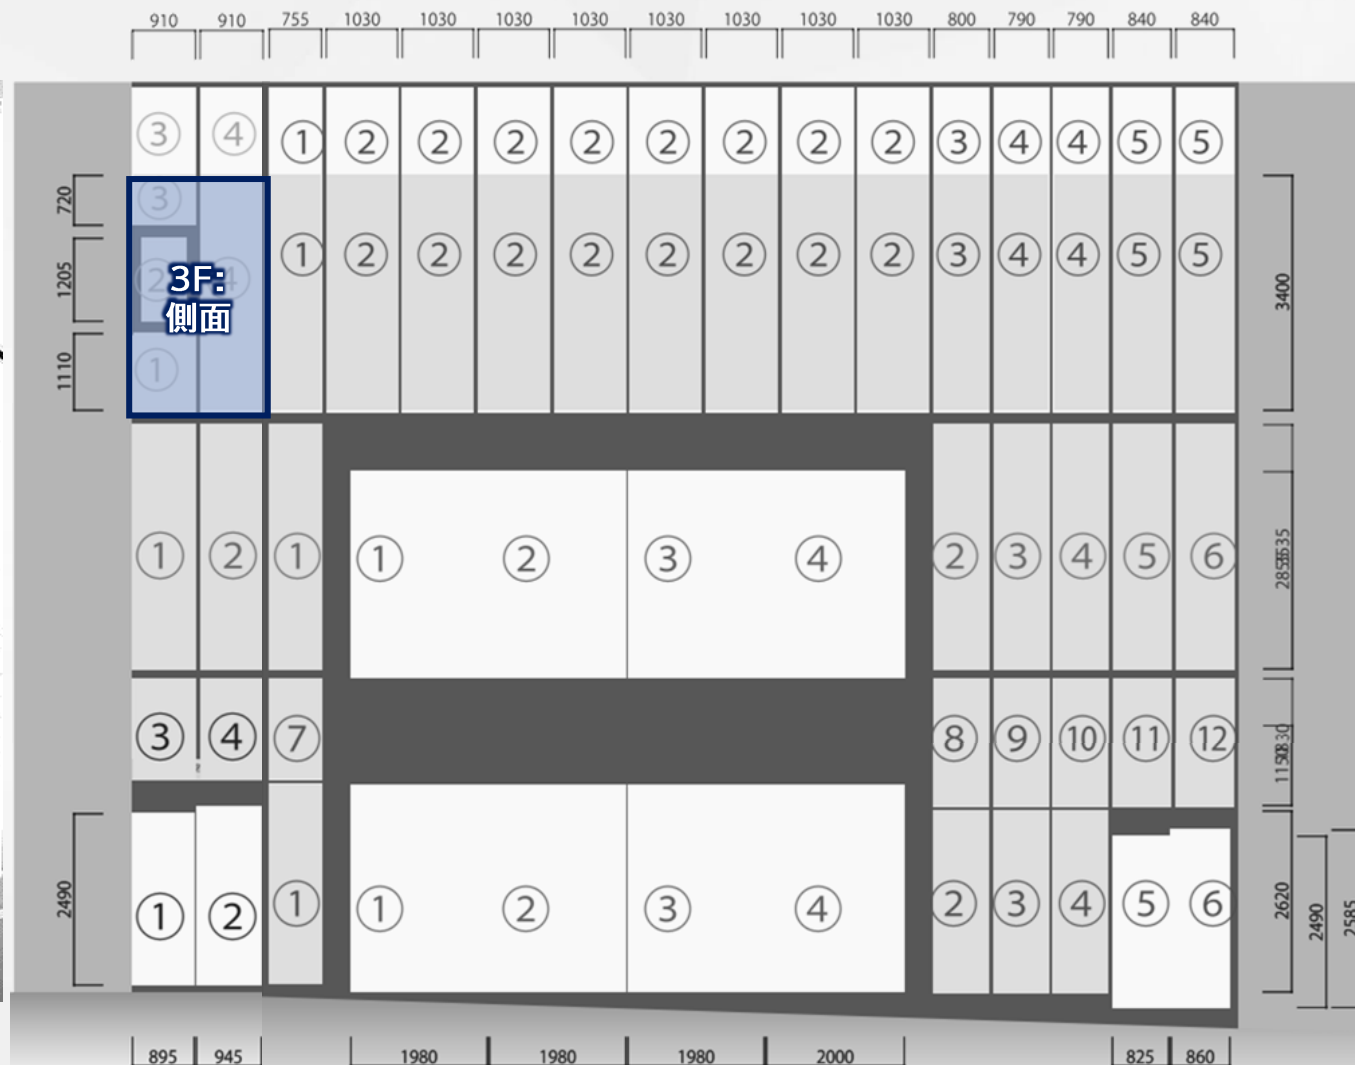 910 910 755 1030 1030 1030 1030 1030 1030 1030 1030 800 790 790 840 840
③ ④ ① ② ② ② ② ② ② ② ② ③ ④ ④ ⑤ ⑤
720 ③
① ② ② ② ② ② ② ② ② ③ ④ ④ ⑤ ⑤
1205 ② ④ 3400
3F:
側面
1110 ①
① ② ① ① ② ③ ④ ② ③ ④ ⑤ ⑥
③ ④ ⑦ ⑧ ⑨ ⑩ ⑪ ⑫
2490 ① ② ① ① ② ③ ④ ② ③ ④ ⑤ ⑥ 2620 2490 2585
895 945 1980 1980 1980 2000 825 860